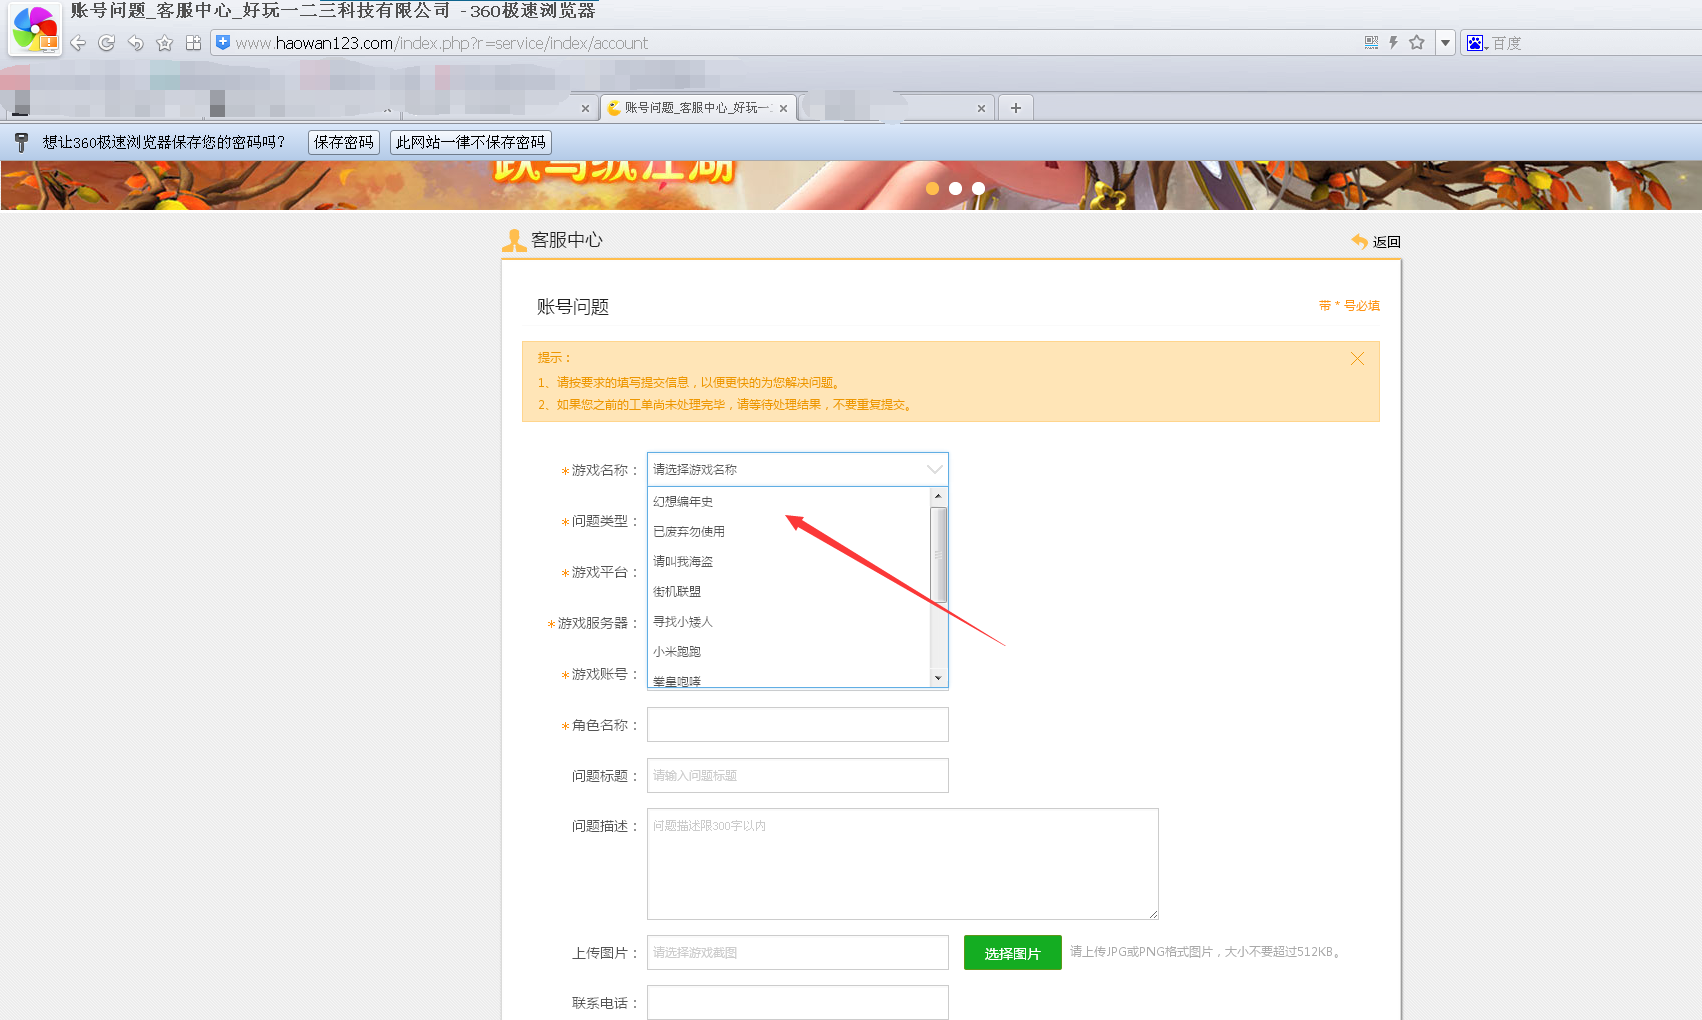 账号问题_客服中心_好玩一二三科技有限公司 - 360极速浏览器
www.haowan123.com/index.php?r=service/index/account
百度
账号问题_客服中心_好玩一
想让360极速浏览器保存您的密码吗？
保存密码
此网站一律不保存密码
跃马纵江湖
客服中心
返回
账号问题
带 * 号必填
提示：
1、请按要求的填写提交信息，以便更快的为您解决问题。
2、如果您之前的工单尚未处理完毕，请等待处理结果，不要重复提交。
*游戏名称：
请选择游戏名称
幻想编年史
已废弃勿使用
请叫我海盗
街机联盟
寻找小矮人
小米跑跑
拳皇咆哮
*问题类型：
*游戏平台：
*游戏服务器：
*游戏账号：
*角色名称：
问题标题：
请输入问题标题
问题描述：
问题描述限300字以内
上传图片：
请选择游戏截图
选择图片
请上传JPG或PNG格式图片，大小不要超过512KB。
联系电话：